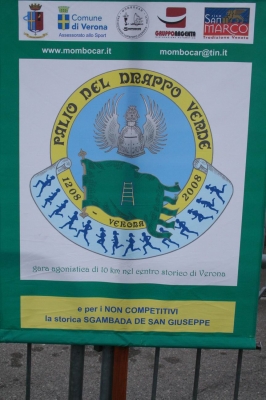 Comune
di Verona
Assessorato allo Sport
MOMBOCAR
SAN
MARCO
www.mombocar.it
mombocar@tin.it
PALIO DEL DRAPPO VERDE
1208
2008
VERONA
gara agonistica di 10 km nel centro storico di Verona
e per i NON COMPETITIVI
la storica SGAMBADA DE SAN GIUSEPPE